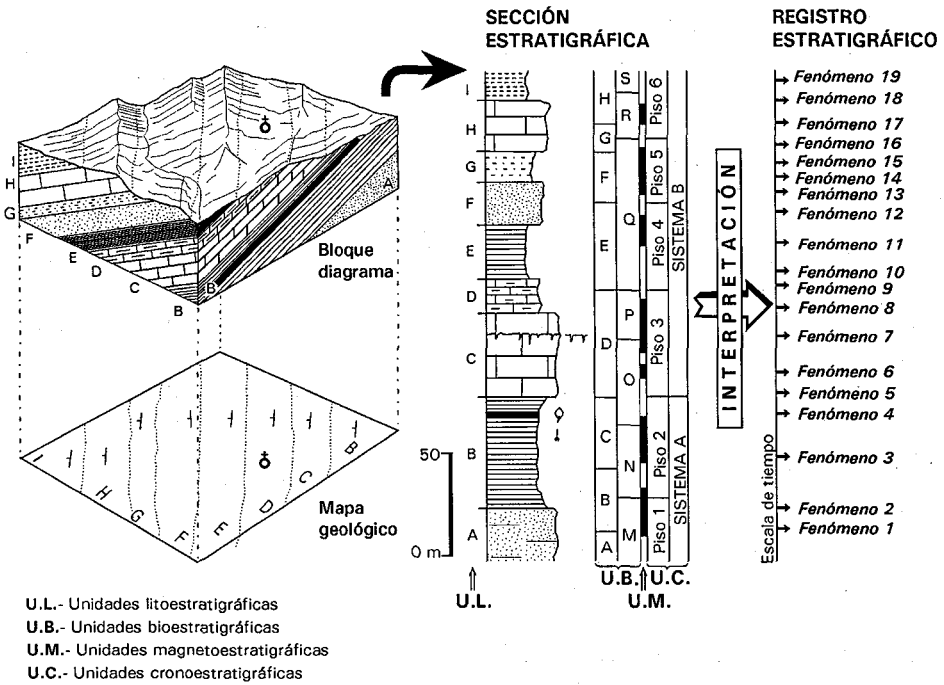 SECCIÓN
ESTRATIGRÁFICA
REGISTRO
ESTRATIGRÁFICO
I
H
G
F
E
D
C
B
B
A
Bloque
diagrama
I
H
G
F
E
D
C
B
Mapa
geológico
I
H
G
F
E
D
C
B
A
50
0 m
U.L.
H
G
F
E
D
C
B
A
S
R
Q
P
O
N
M
U.B.
U.M.
Piso 6
Piso 5
Piso 4
Piso 3
Piso 2
Piso 1
SISTEMA B
SISTEMA A
U.C.
INTERPRETACIÓN
Escala de tiempo
Fenómeno 19
Fenómeno 18
Fenómeno 17
Fenómeno 16
Fenómeno 15
Fenómeno 14
Fenómeno 13
Fenómeno 12
Fenómeno 11
Fenómeno 10
Fenómeno 9
Fenómeno 8
Fenómeno 7
Fenómeno 6
Fenómeno 5
Fenómeno 4
Fenómeno 3
Fenómeno 2
Fenómeno 1
U.L.- Unidades litoestratigráficas
U.B.- Unidades bioestratigráficas
U.M.- Unidades magnetoestratigráficas
U.C.- Unidades cronoestratigráficas